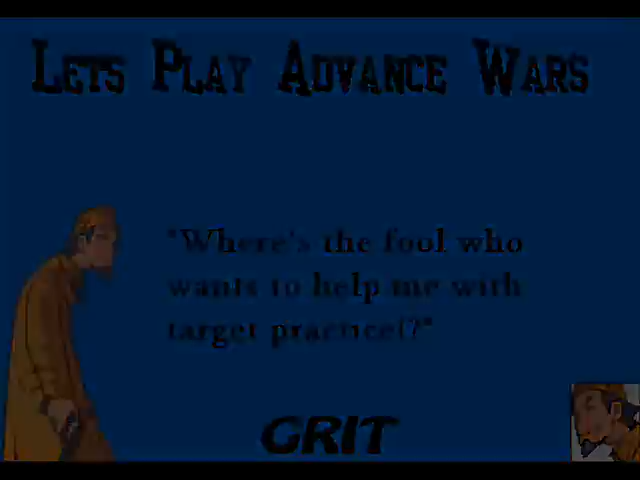 Lets Play Advance Wars
"Where's the fool who
wants to help me with
target practice!?"
GRIT